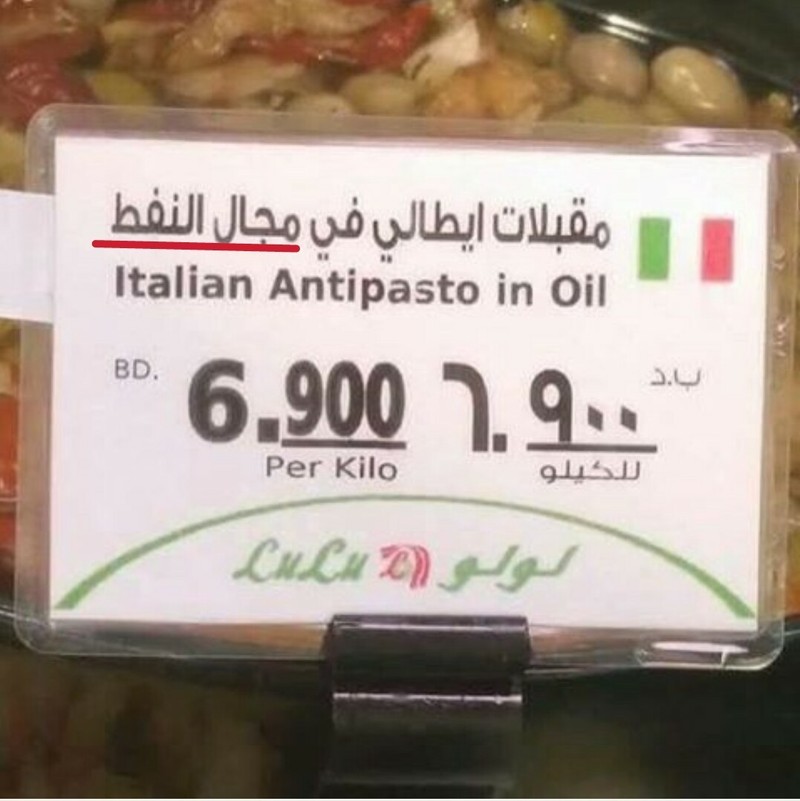 مقبلات ايطالي في مجال النفط
Italian Antipasto in Oil
BD. 6.900 ٦.٩٠٠ ب.د
Per Kilo للكيلو
LuLu لولو